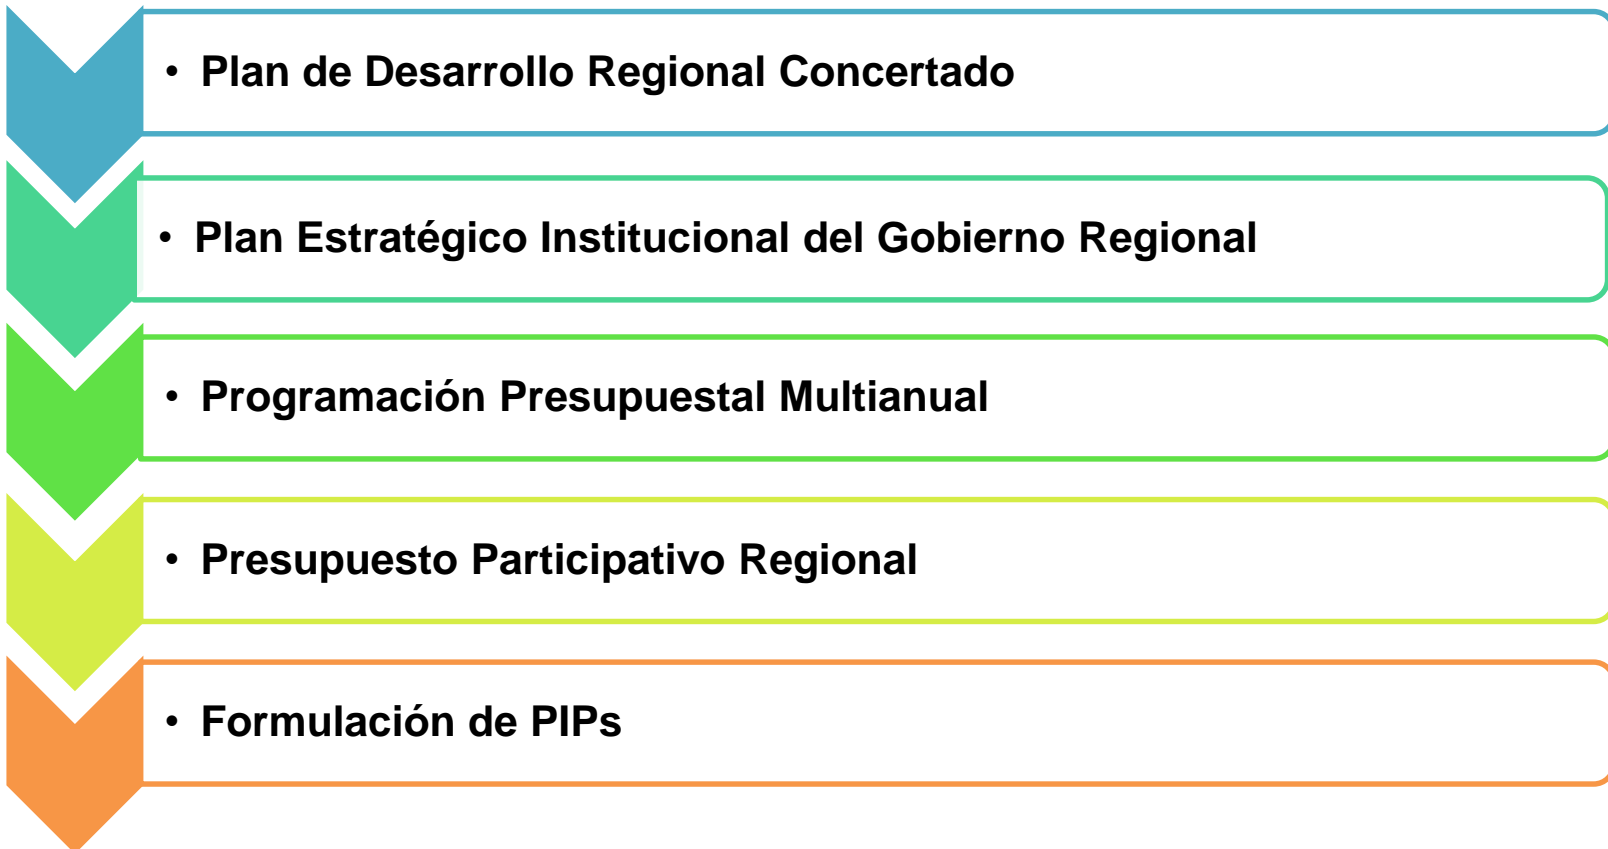 • Plan de Desarrollo Regional Concertado
• Plan Estratégico Institucional del Gobierno Regional
• Programación Presupuestal Multianual
• Presupuesto Participativo Regional
• Formulación de PIPs